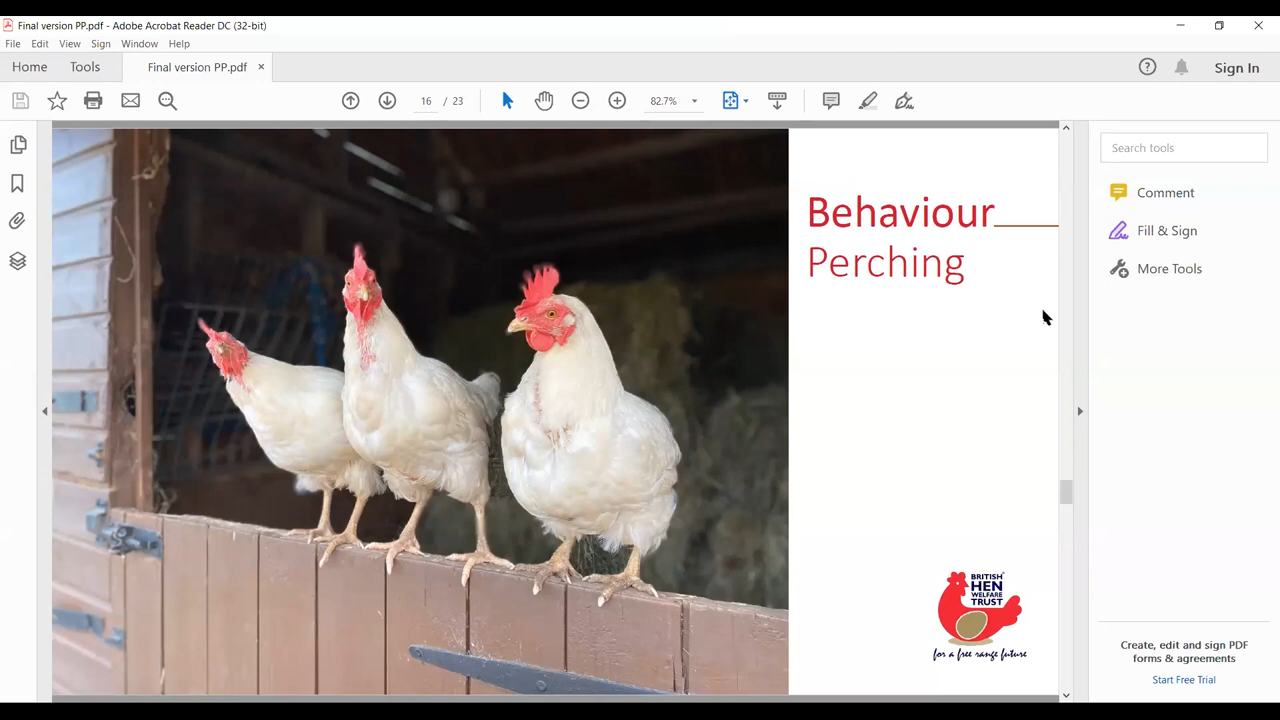 Final version PP.pdf - Adobe Acrobat Reader DC (32-bit)
File Edit View Sign Window Help
Home Tools Final version PP.pdf
16 / 23 82.7%
Sign In
Search tools
Comment
Fill & Sign
More Tools
Behaviour
Perching
BRITISH
HEN
WELFARE
TRUST
for a free range future
Create, edit and sign PDF
forms & agreements
Start Free Trial